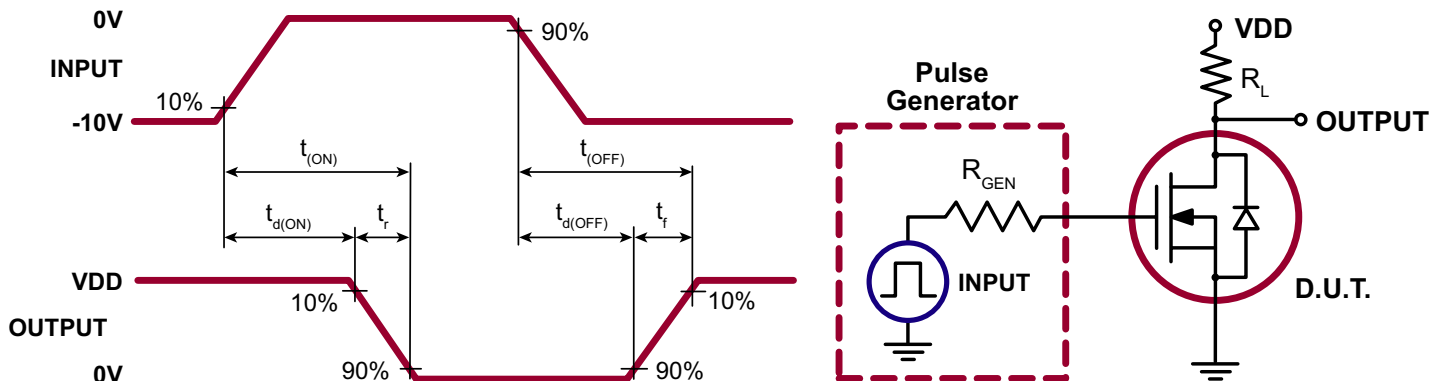 0V
INPUT
-10V
10%
90%
t(ON)
t(OFF)
td(ON)
tr
td(OFF)
tf
VDD
OUTPUT
0V
10%
90%
10%
90%
Pulse
Generator
RGEN
INPUT
VDD
RL
OUTPUT
D.U.T.